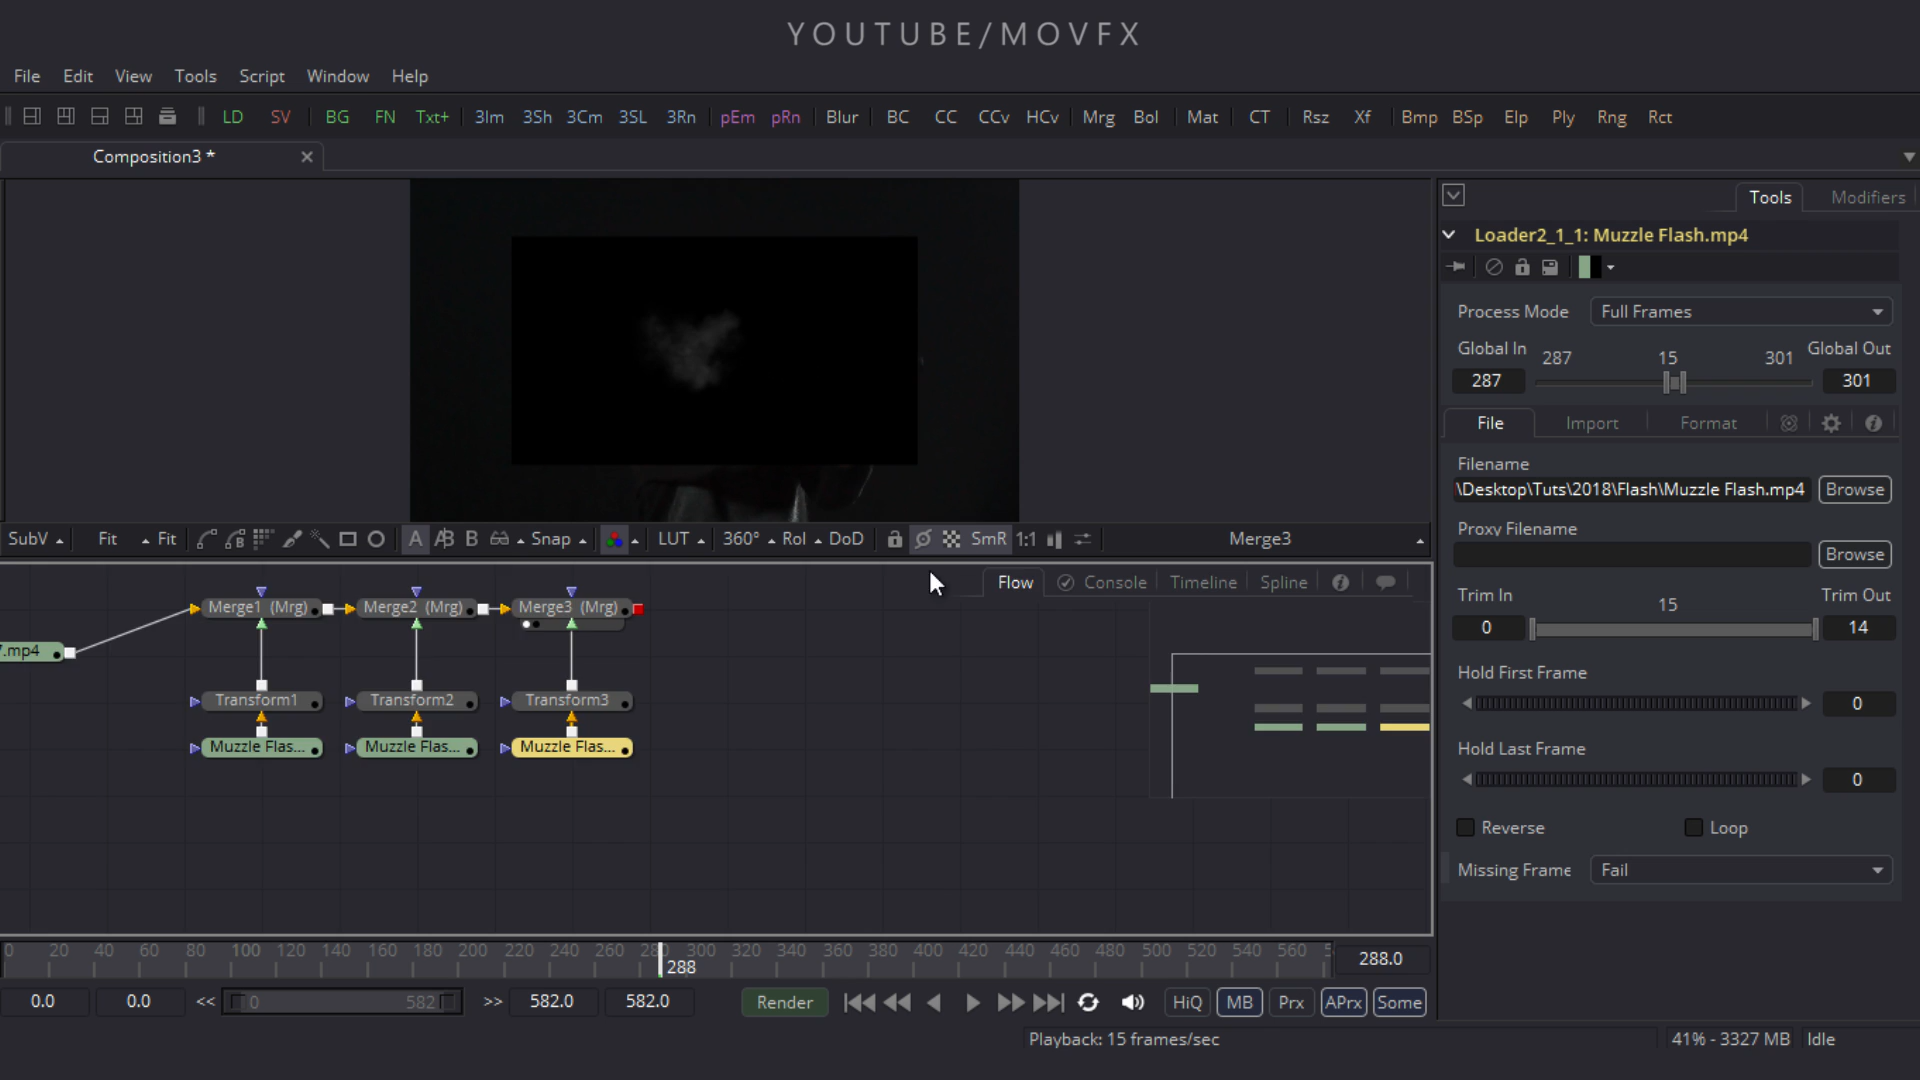 YOUTUBE/MOVFX
File Edit View Tools Script Window Help
LD SV BG FN Txt+ 3Im 3Sh 3Cm 3SL 3Rn pEm pRn Blur BC CC CCv HCv Mrg Bol Mat CT Rsz Xf Bmp BSp Elp Ply Rng Rct
Composition3 *
Tools Modifiers
Loader2_1_1: Muzzle Flash.mp4
Process Mode Full Frames
Global In 287 15 301 Global Out
287 301
File Import Format
Filename
\Desktop\Tuts\2018\Flash\Muzzle Flash.mp4 Browse
Proxy Filename
Browse
Trim In 15 Trim Out
0 14
Hold First Frame
0
Hold Last Frame
0
Reverse Loop
Missing Frame Fail
SubV Fit Fit A B Snap LUT 360° RoI DoD SmR 1:1 Merge3
Flow Console Timeline Spline
Merge1 (Mrg) Merge2 (Mrg) Merge3 (Mrg)
.mp4
Transform1 Transform2 Transform3
Muzzle Flas... Muzzle Flas... Muzzle Flas...
0 20 40 60 80 100 120 140 160 180 200 220 240 260 280 300 320 340 360 380 400 420 440 460 480 500 520 540 560
288 288.0
0.0 0.0 << 0 582 >> 582.0 582.0 Render HiQ MB Prx APrx Some
Playback: 15 frames/sec 41% - 3327 MB Idle